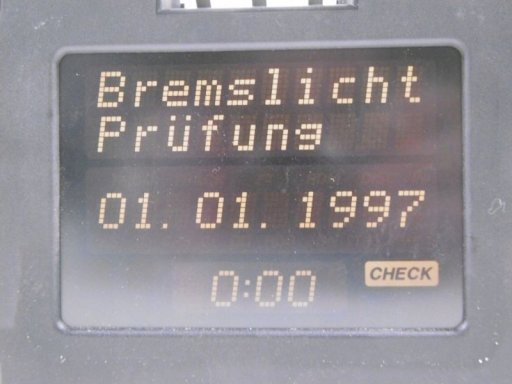 Bremslicht
Prüfung
01. 01. 1997
0:00 CHECK